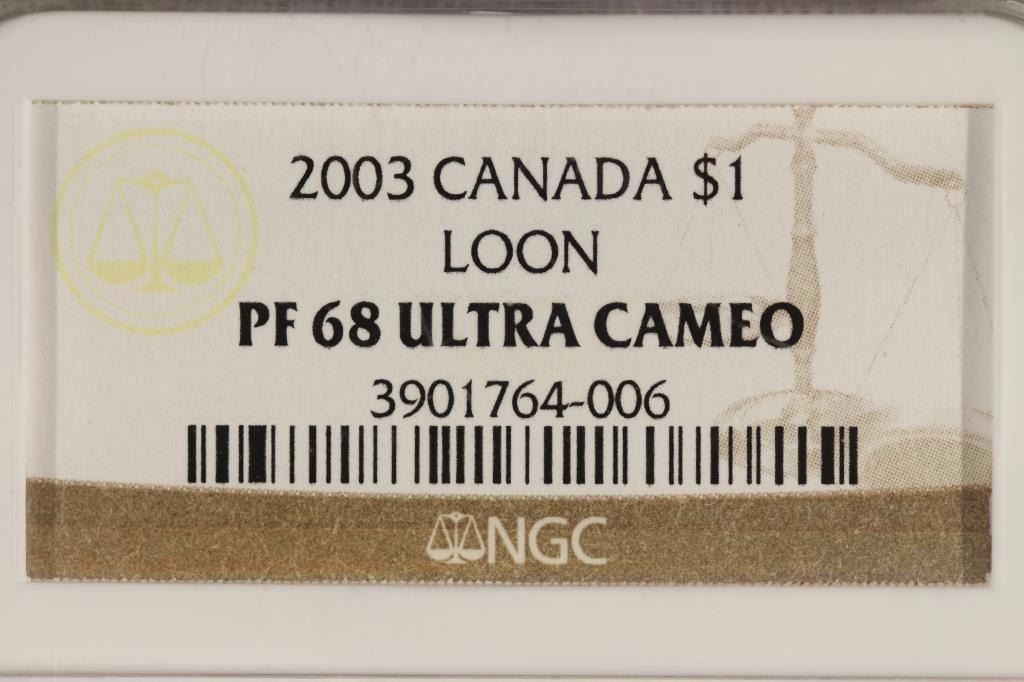 2003 CANADA $1
LOON
PF 68 ULTRA CAMEO
3901764-006
NGC